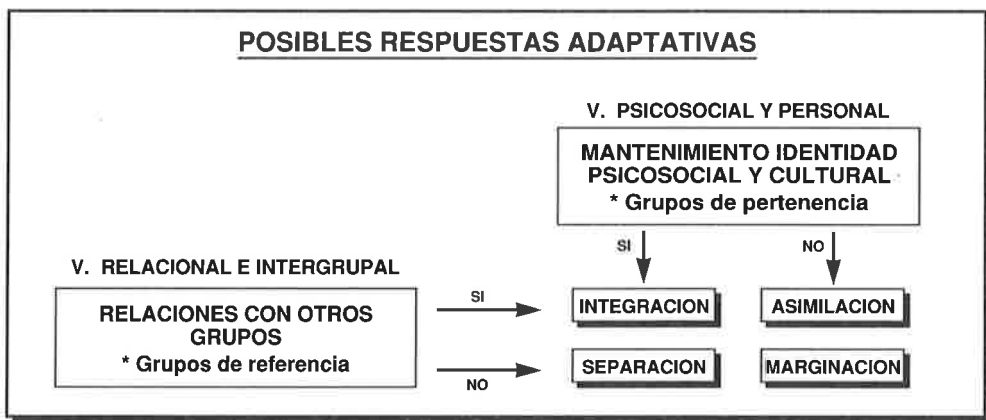 POSIBLES RESPUESTAS ADAPTATIVAS
V. PSICOSOCIAL Y PERSONAL
MANTENIMIENTO IDENTIDAD
PSICOSOCIAL Y CULTURAL
* Grupos de pertenencia
SI
NO
V. RELACIONAL E INTERGRUPAL
RELACIONES CON OTROS
GRUPOS
* Grupos de referencia
SI
INTEGRACION
ASIMILACION
NO
SEPARACION
MARGINACION